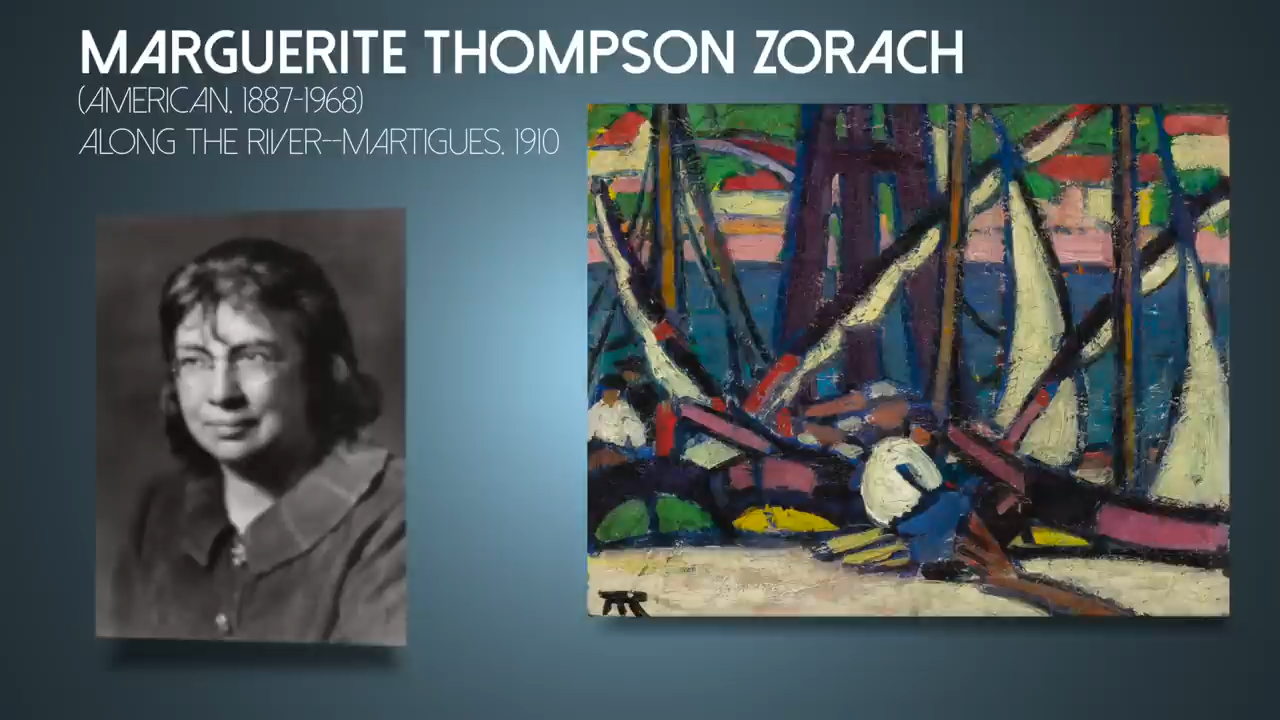 MARGUERITE THOMPSON ZORACH
(AMERICAN, 1887-1968)
ALONG THE RIVER--MARTIGUES, 1910